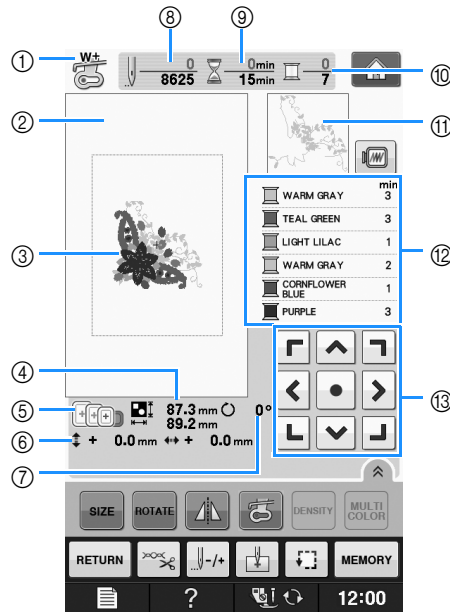 ⑧ ⑨
① W+ 0 0min 0 ⑩
8625 15min 7
② ⑪
min
WARM GRAY 3
TEAL GREEN 3
③ LIGHT LILAC 1 ⑫
WARM GRAY 2
CORNFLOWER BLUE 1
PURPLE 3
④ ⑬
⑤ 87.3 mm 0°
89.2 mm
⑥ + 0.0 mm + 0.0 mm
⑦
SIZE ROTATE DENSITY MULTI COLOR
RETURN -/+ MEMORY
? 12:00